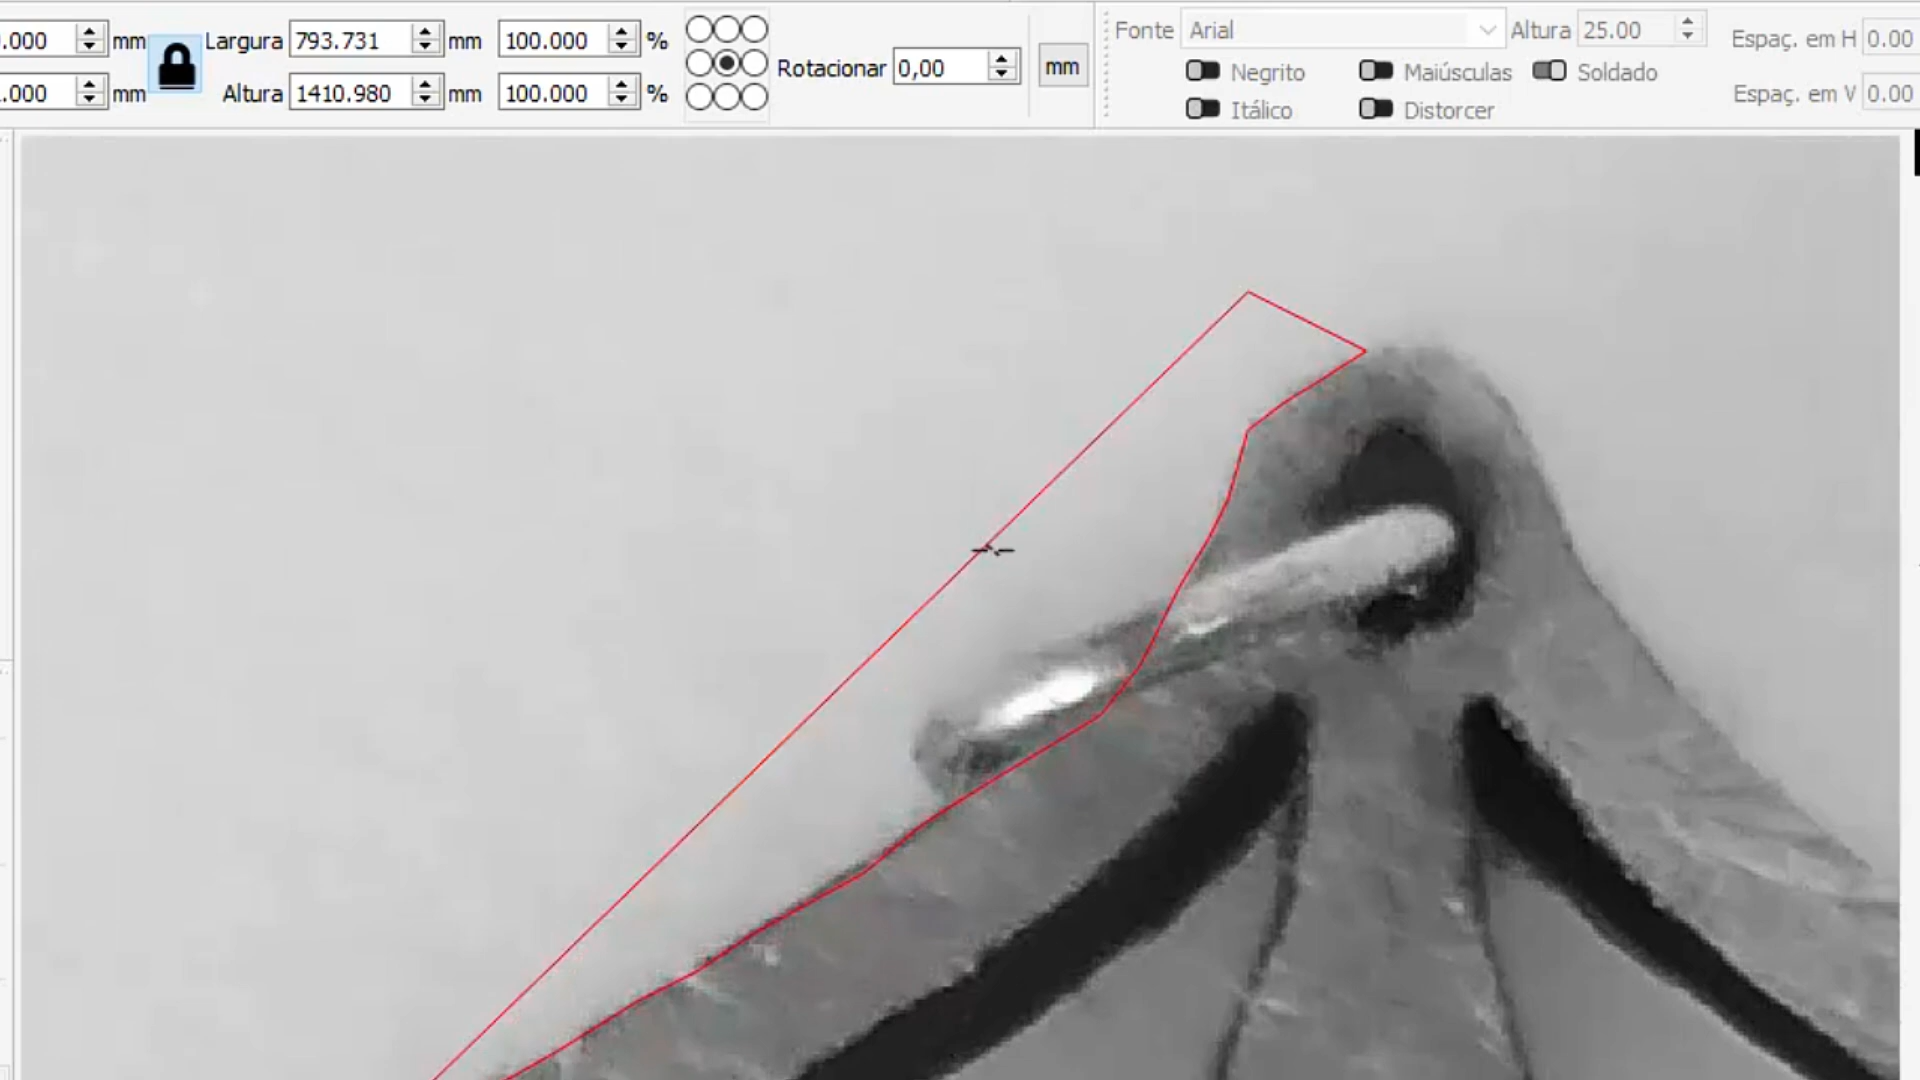 .000 mm Largura 793.731 mm 100.000 %
.000 mm Altura 1410.980 mm 100.000 %
Rotacionar 0,00 mm
Fonte Arial Altura 25.00 Espaç. em H 0.00
Negrito Maiúsculas Soldado
Itálico Distorcer Espaç. em V 0.00